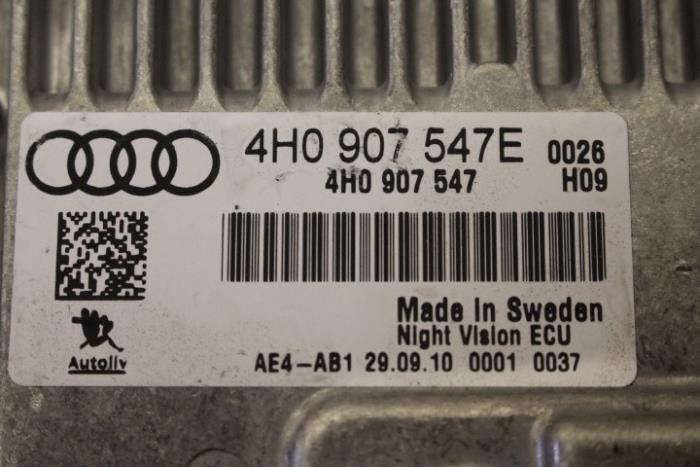 4H0 907 547E 0026
4H0 907 547 H09
Made In Sweden
Night Vision ECU
Autoliv
AE4-AB1 29.09.10 0001 0037